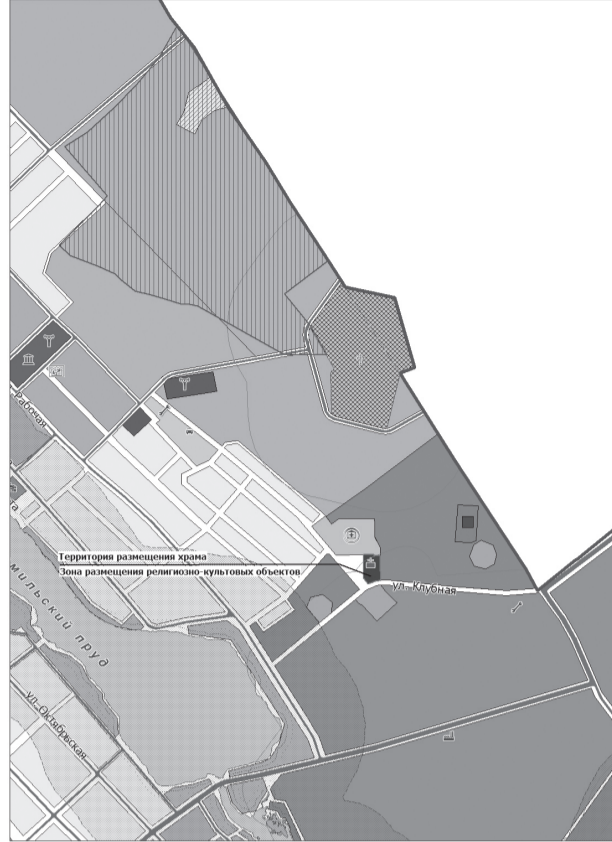 Рабочая
Территория размещения храма
Зона размещения религиозно-культовых объектов
ул. Клубная
мильский пруд
ул. Октябрьская